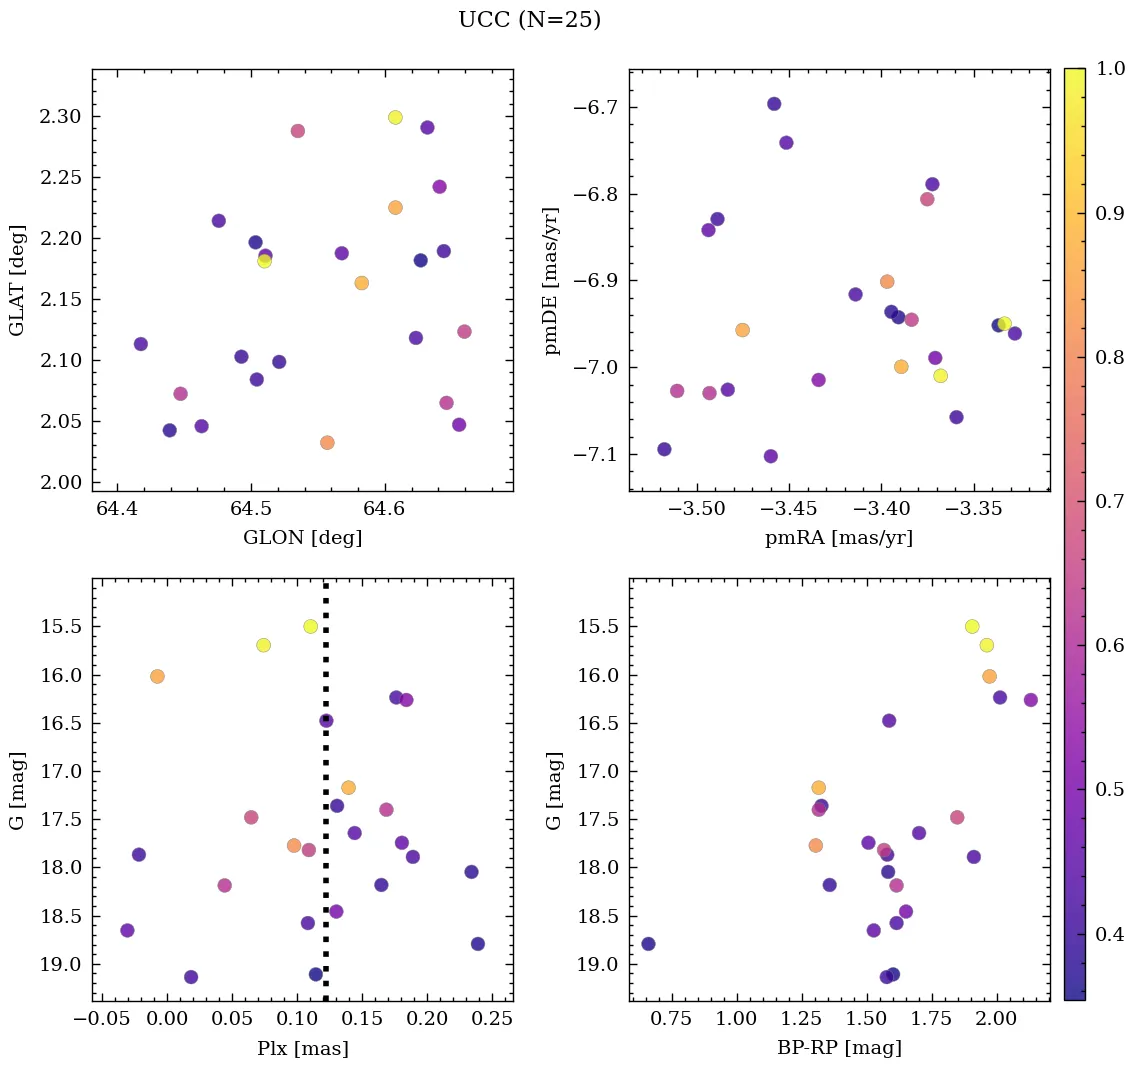 UCC (N=25)
2.30
2.25
2.20
2.15
2.10
2.05
2.00
GLAT [deg]
64.4 64.5 64.6
GLON [deg]
−6.7
−6.8
−6.9
−7.0
−7.1
pmDE [mas/yr]
−3.50 −3.45 −3.40 −3.35
pmRA [mas/yr]
15.5
16.0
16.5
17.0
17.5
18.0
18.5
19.0
G [mag]
−0.05 0.00 0.05 0.10 0.15 0.20 0.25
Plx [mas]
15.5
16.0
16.5
17.0
17.5
18.0
18.5
19.0
G [mag]
0.75 1.00 1.25 1.50 1.75 2.00
BP-RP [mag]
1.0
0.9
0.8
0.7
0.6
0.5
0.4